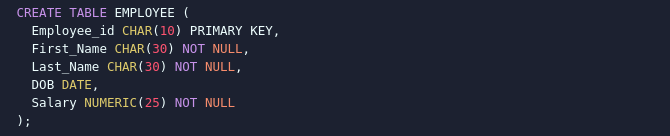 CREATE TABLE EMPLOYEE (
  Employee_id CHAR(10) PRIMARY KEY,
  First_Name CHAR(30) NOT NULL,
  Last_Name CHAR(30) NOT NULL,
  DOB DATE,
  Salary NUMERIC(25) NOT NULL
);